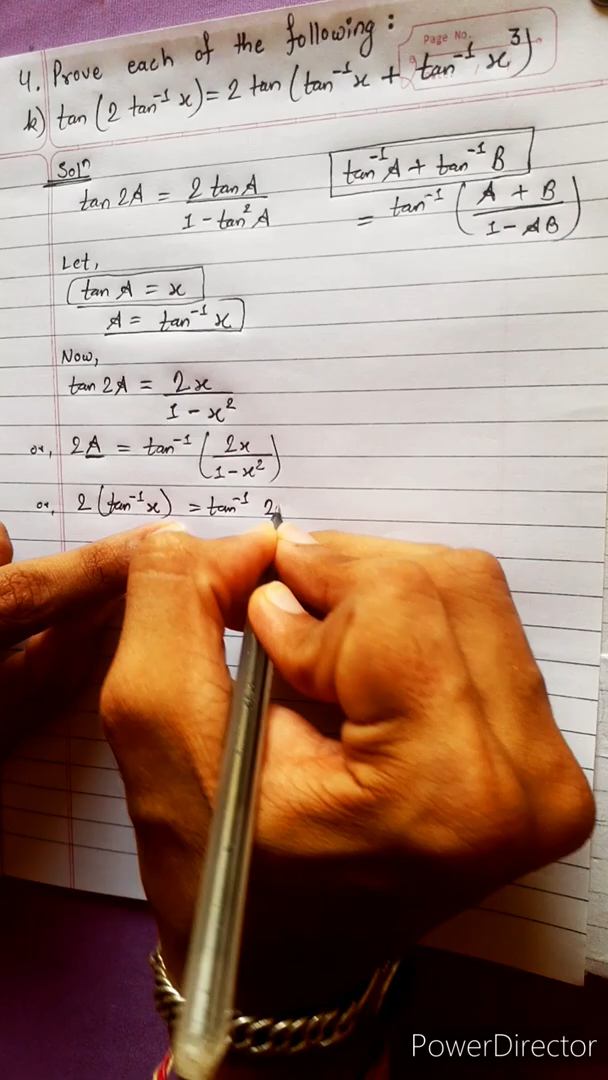 Page No.
4. Prove each of the following:
k) tan (2 tan⁻¹ x) = 2 tan (tan⁻¹ x + tan⁻¹ x³)
Solⁿ
tan 2A = 2 tan A / 1 - tan² A
tan⁻¹ A + tan⁻¹ B
= tan⁻¹ (A + B / 1 - AB)
Let,
tan A = x
A = tan⁻¹ x
Now,
tan 2A = 2x / 1 - x²
or, 2A = tan⁻¹ (2x / 1 - x²)
or, 2 (tan⁻¹ x) = tan⁻¹ 2
PowerDirector